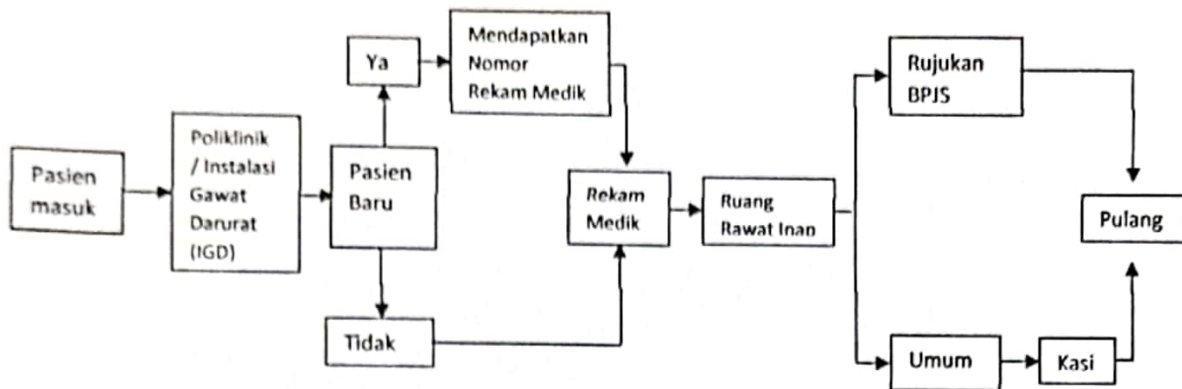 Pasien
masuk
Poliklinik
/ Instalasi
Gawat
Darurat
(IGD)
Pasien
Baru
Ya
Mendapatkan
Nomor
Rekam Medik
Tidak
Rekam
Medik
Ruang
Rawat Inan
Rujukan
BPJS
Umum
Kasi
Pulang